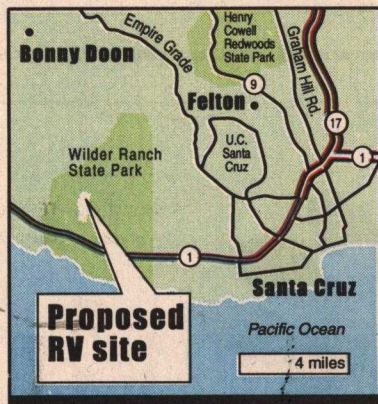 Bonny Doon
Empire Grade
Henry
Cowell
Redwoods
State Park
Graham Hill Rd.
9
Felton
17
U.C.
Santa
Cruz
1
Wilder Ranch
State Park
1
Santa Cruz
Proposed
RV site
Pacific Ocean
4 miles